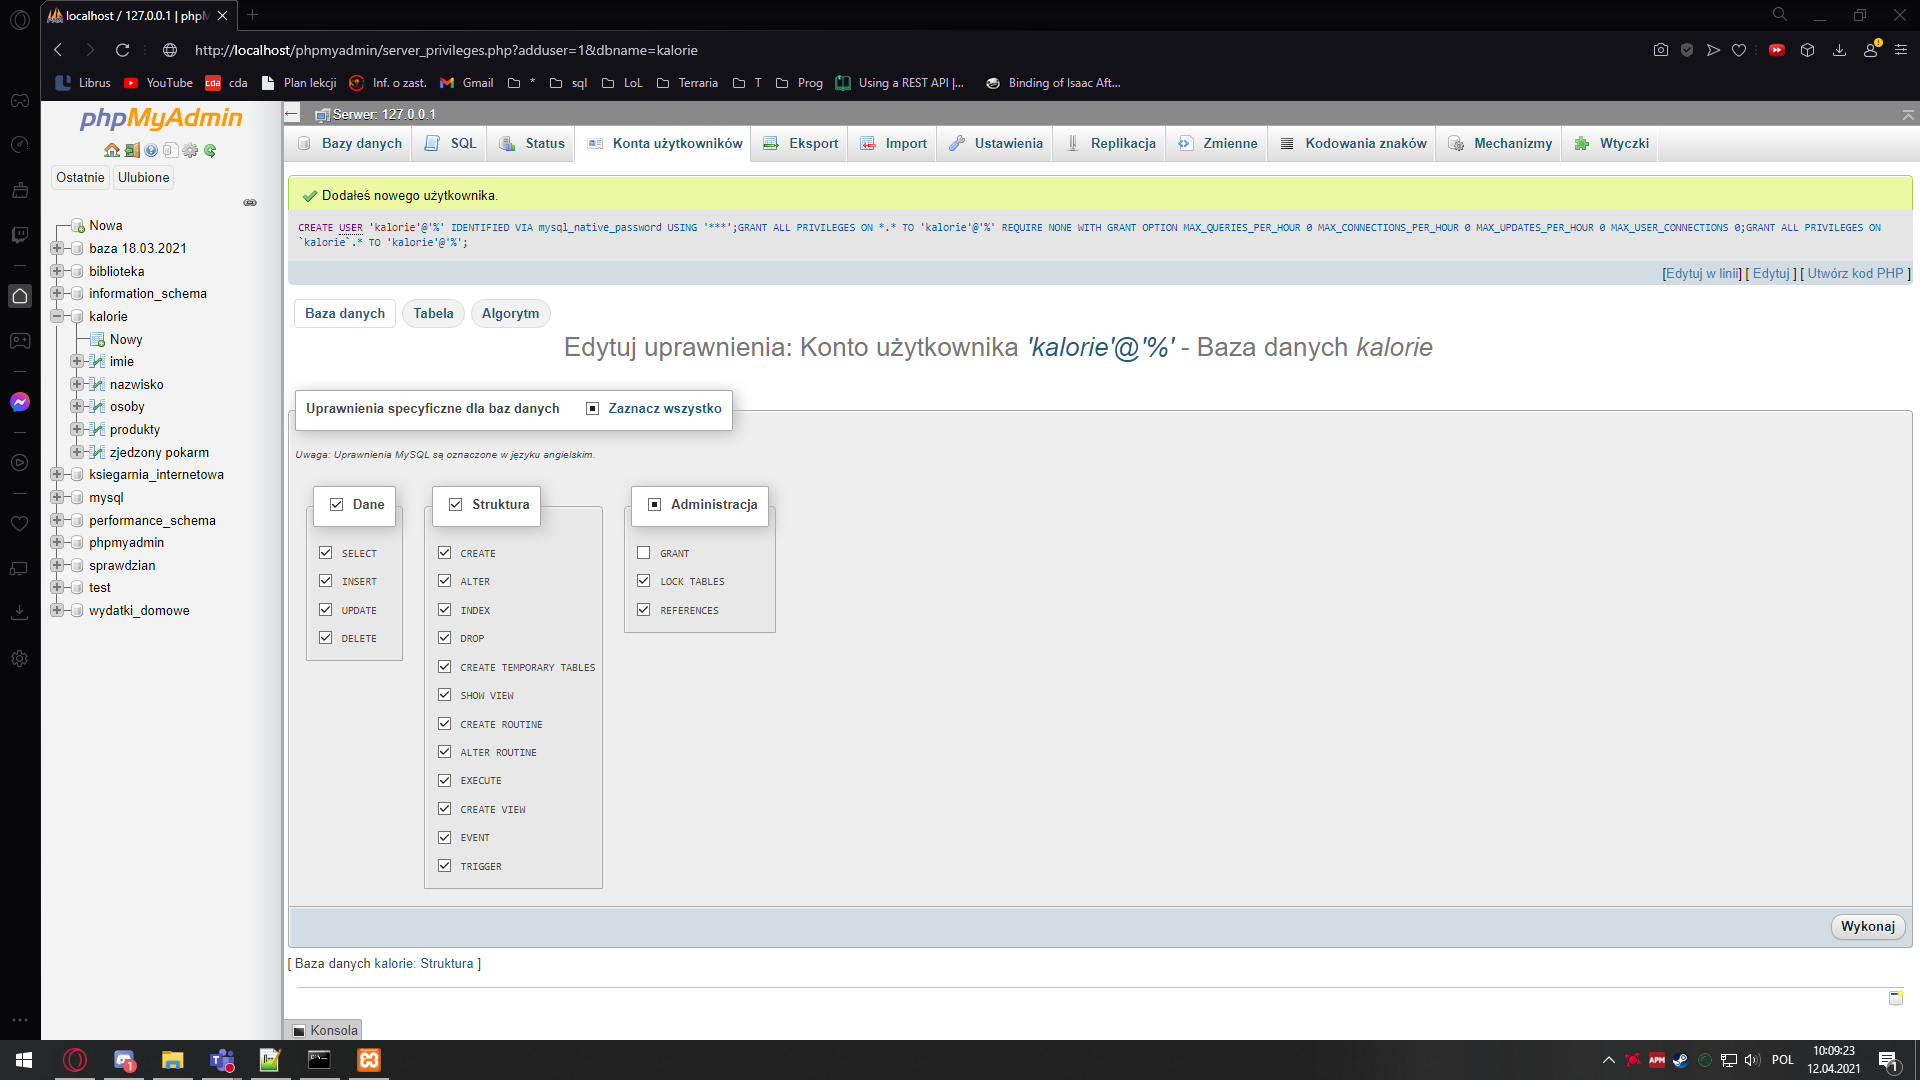 localhost / 127.0.0.1 | phpM
http://localhost/phpmyadmin/server_privileges.php?adduser=1&dbname=kalorie
Librus
YouTube
cda
cda
Plan lekcji
Inf. o zast.
Gmail
*
sql
LoL
Terraria
T
Prog
Using a REST API |...
Binding of Isaac Aft...
phpMyAdmin
Ostatnie
Ulubione
Nowa
baza 18.03.2021
biblioteka
information_schema
kalorie
Nowy
imie
nazwisko
osoby
produkty
zjedzony pokarm
ksiegarnia_internetowa
mysql
performance_schema
phpmyadmin
sprawdzian
test
wydatki_domowe
Serwer: 127.0.0.1
Bazy danych
SQL
Status
Konta użytkowników
Eksport
Import
Ustawienia
Replikacja
Zmienne
Kodowania znaków
Mechanizmy
Wtyczki
Dodałeś nowego użytkownika.
CREATE USER 'kalorie'@'%' IDENTIFIED VIA mysql_native_password USING '***';GRANT ALL PRIVILEGES ON *.* TO 'kalorie'@'%' REQUIRE NONE WITH GRANT OPTION MAX_QUERIES_PER_HOUR 0 MAX_CONNECTIONS_PER_HOUR 0 MAX_UPDATES_PER_HOUR 0 MAX_USER_CONNECTIONS 0;GRANT ALL PRIVILEGES ON
`kalorie`.* TO 'kalorie'@'%';
[Edytuj w linii] [ Edytuj ] [ Utwórz kod PHP ]
Baza danych
Tabela
Algorytm
Edytuj uprawnienia: Konto użytkownika 'kalorie'@'%' - Baza danych kalorie
Uprawnienia specyficzne dla baz danych
Zaznacz wszystko
Uwaga: Uprawnienia MySQL są oznaczone w języku angielskim.
Dane
SELECT
INSERT
UPDATE
DELETE
Struktura
CREATE
ALTER
INDEX
DROP
CREATE TEMPORARY TABLES
SHOW VIEW
CREATE ROUTINE
ALTER ROUTINE
EXECUTE
CREATE VIEW
EVENT
TRIGGER
Administracja
GRANT
LOCK TABLES
REFERENCES
Wykonaj
[ Baza danych kalorie: Struktura ]
Konsola
1
APM
POL
10:09:23
12.04.2021
1